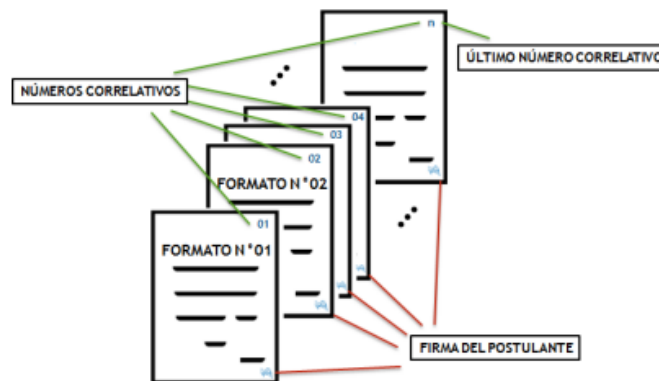 n
ÚLTIMO NÚMERO CORRELATIVO
NÚMEROS CORRELATIVOS
04
03
02
FORMATO N°02
01
FORMATO N°01
FIRMA DEL POSTULANTE